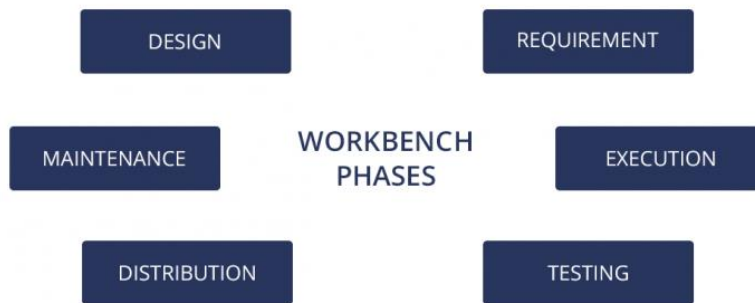 DESIGN
REQUIREMENT
MAINTENANCE
WORKBENCH
PHASES
EXECUTION
DISTRIBUTION
TESTING